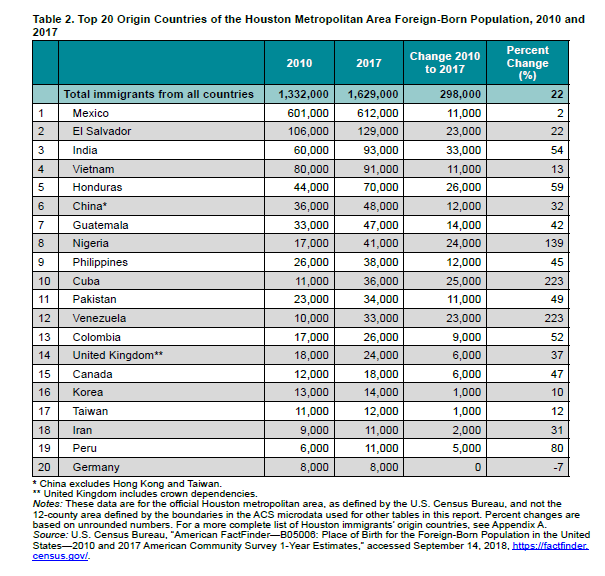 Table 2. Top 20 Origin Countries of the Houston Metropolitan Area Foreign-Born Population, 2010 and
2017
2010 2017 Change 2010 to 2017 Percent Change (%)
Total immigrants from all countries 1,332,000 1,629,000 298,000 22
1 Mexico 601,000 612,000 11,000 2
2 El Salvador 106,000 129,000 23,000 22
3 India 60,000 93,000 33,000 54
4 Vietnam 80,000 91,000 11,000 13
5 Honduras 44,000 70,000 26,000 59
6 China* 36,000 48,000 12,000 32
7 Guatemala 33,000 47,000 14,000 42
8 Nigeria 17,000 41,000 24,000 139
9 Philippines 26,000 38,000 12,000 45
10 Cuba 11,000 36,000 25,000 223
11 Pakistan 23,000 34,000 11,000 49
12 Venezuela 10,000 33,000 23,000 223
13 Colombia 17,000 26,000 9,000 52
14 United Kingdom** 18,000 24,000 6,000 37
15 Canada 12,000 18,000 6,000 47
16 Korea 13,000 14,000 1,000 10
17 Taiwan 11,000 12,000 1,000 12
18 Iran 9,000 11,000 2,000 31
19 Peru 6,000 11,000 5,000 80
20 Germany 8,000 8,000 0 -7
* China excludes Hong Kong and Taiwan.
** United Kingdom includes crown dependencies.
Notes: These data are for the official Houston metropolitan area, as defined by the U.S. Census Bureau, and not the
12-county area defined by the boundaries in the ACS microdata used for other tables in this report. Percent changes are
based on unrounded numbers. For a more complete list of Houston immigrants' origin countries, see Appendix A.
Source: U.S. Census Bureau, "American FactFinder—B05006: Place of Birth for the Foreign-Born Population in the United
States—2010 and 2017 American Community Survey 1-Year Estimates," accessed September 14, 2018, https://factfinder.
census.gov/.